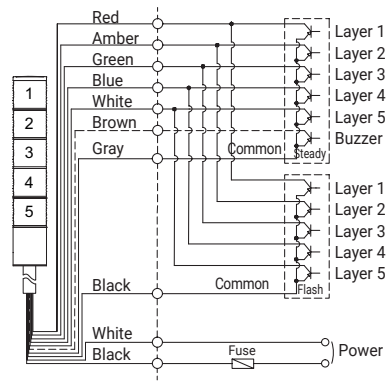 Red
Layer 1
Amber
Layer 2
Green
Layer 3
Blue
Layer 4
White
Layer 5
Brown
Buzzer
Gray
Common
Steady
1
2
3
4
5
Layer 1
Layer 2
Layer 3
Layer 4
Layer 5
Black
Common
Flash
White
Black
Fuse
Power